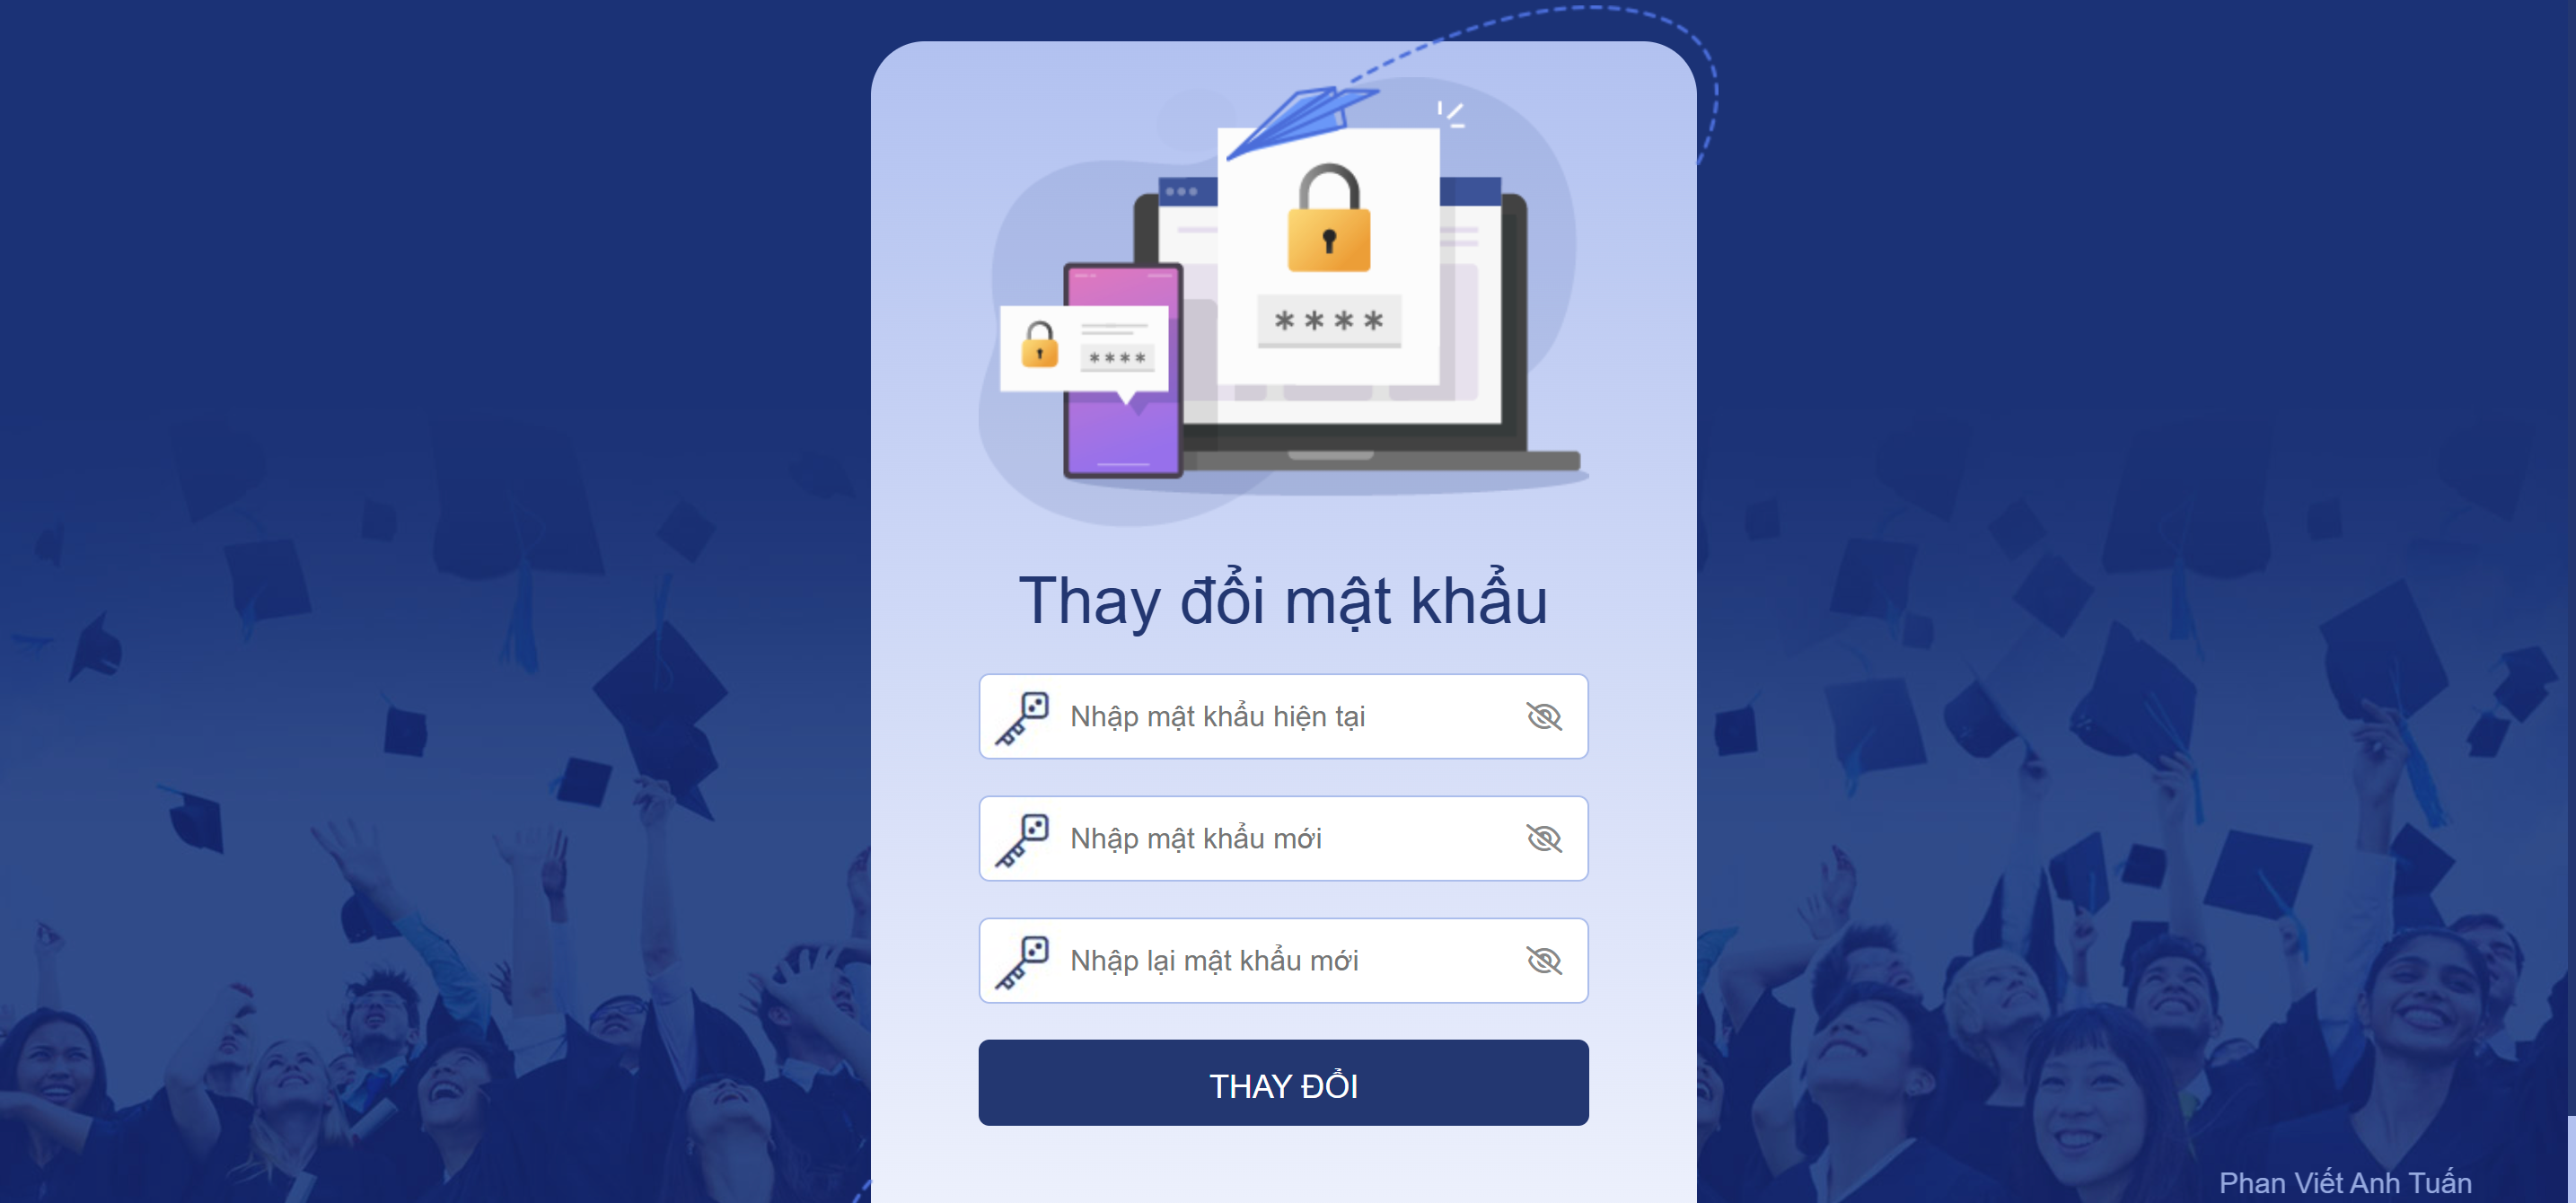 ****
****
Thay đổi mật khẩu
Nhập mật khẩu hiện tại
Nhập mật khẩu mới
Nhập lại mật khẩu mới
THAY ĐỔI
Phan Viết Anh Tuấn